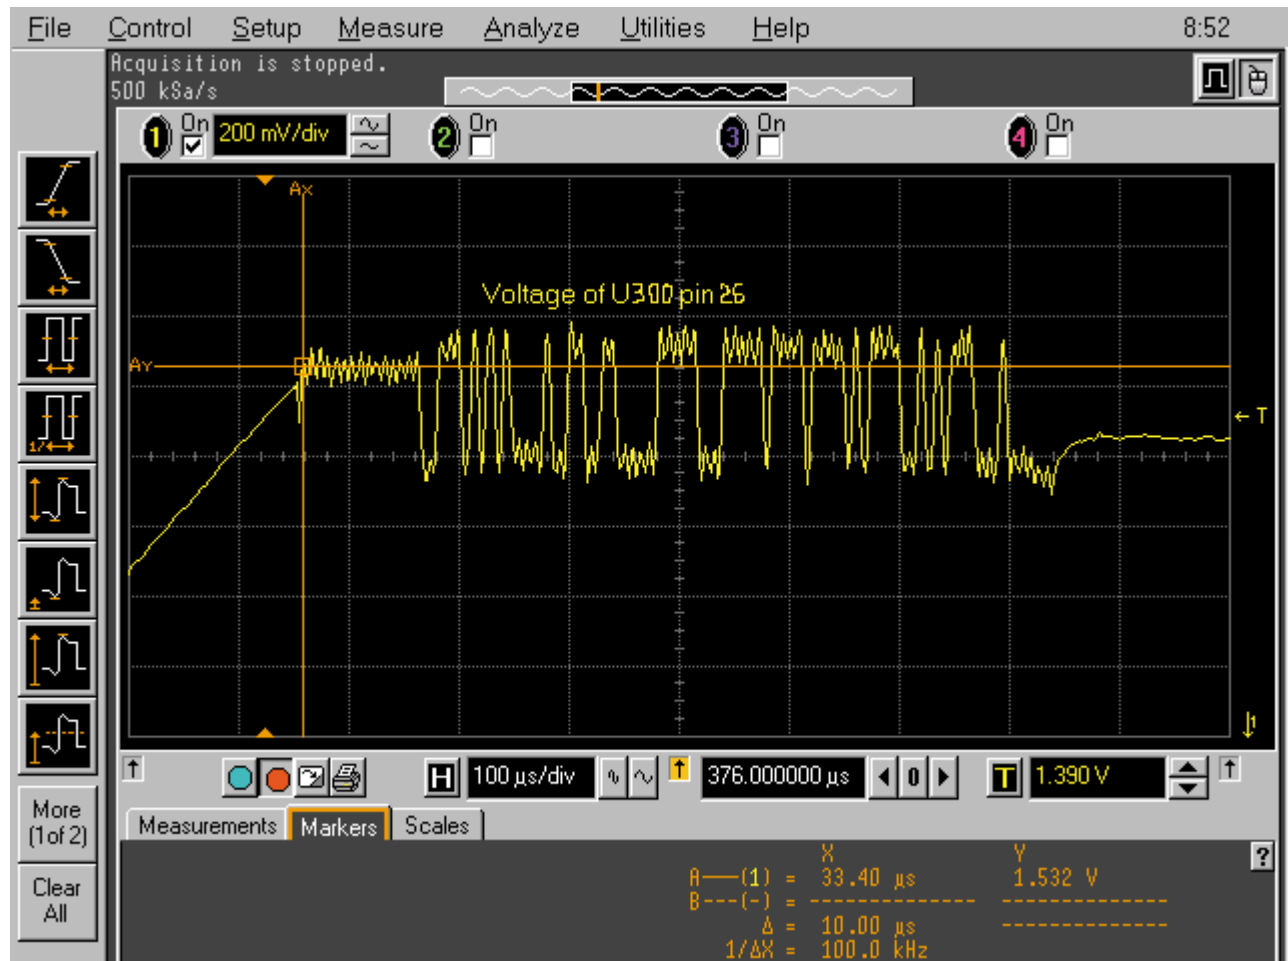 File Control Setup Measure Analyze Utilities Help 8:52
Acquisition is stopped.
500 kSa/s
1 On 200 mV/div 2 On 3 On 4 On
Ax
Voltage of U300 pin 26
Ay
T
1
1/
H 100 µs/div 376.000000 µs 0 T 1.390 V
More
(1of 2)
Clear
All
Measurements Markers Scales
X Y ?
A——(1) = 33.40 µs 1.532 V
B---(-) = --------------- ---------------
Δ = 10.00 µs ---------------
1/ΔX = 100.0 kHz